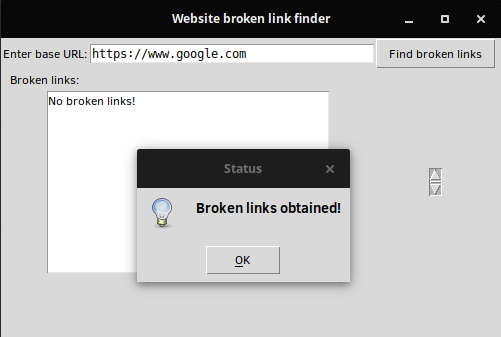 Website broken link finder
Enter base URL: https://www.google.com Find broken links
Broken links:
No broken links!
Status
Broken links obtained!
OK